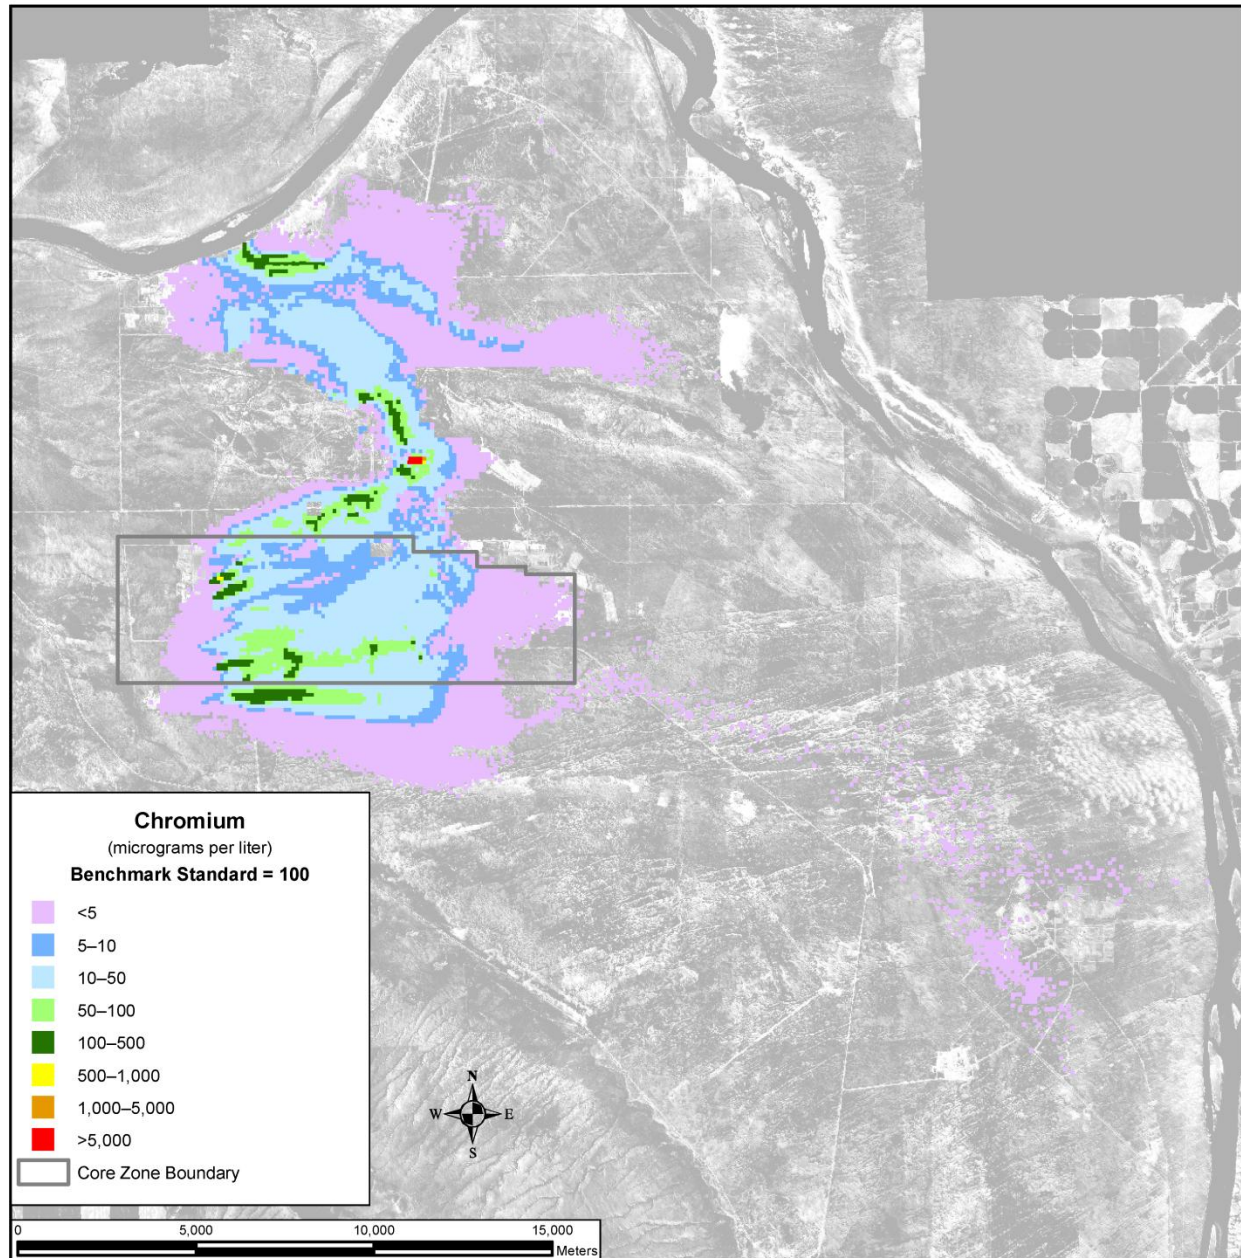 Chromium
(micrograms per liter)
Benchmark Standard = 100
<5
5–10
10–50
50–100
100–500
500–1,000
1,000–5,000
>5,000
Core Zone Boundary
N
W E
S
0 5,000 10,000 15,000
Meters